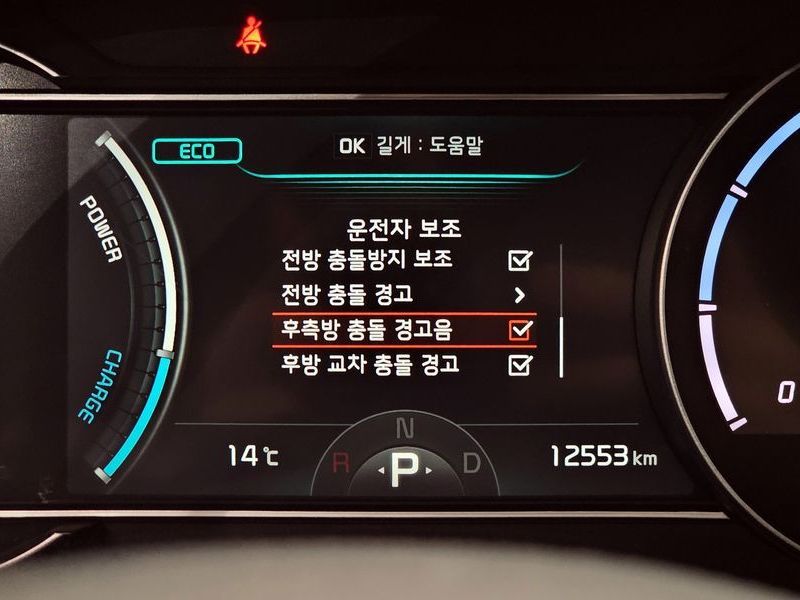 ECO
OK 길게 : 도움말
운전자 보조
전방 충돌방지 보조
전방 충돌 경고
후측방 충돌 경고음
후방 교차 충돌 경고
POWER
CHARGE
14℃
N
R P D
12553 km
0